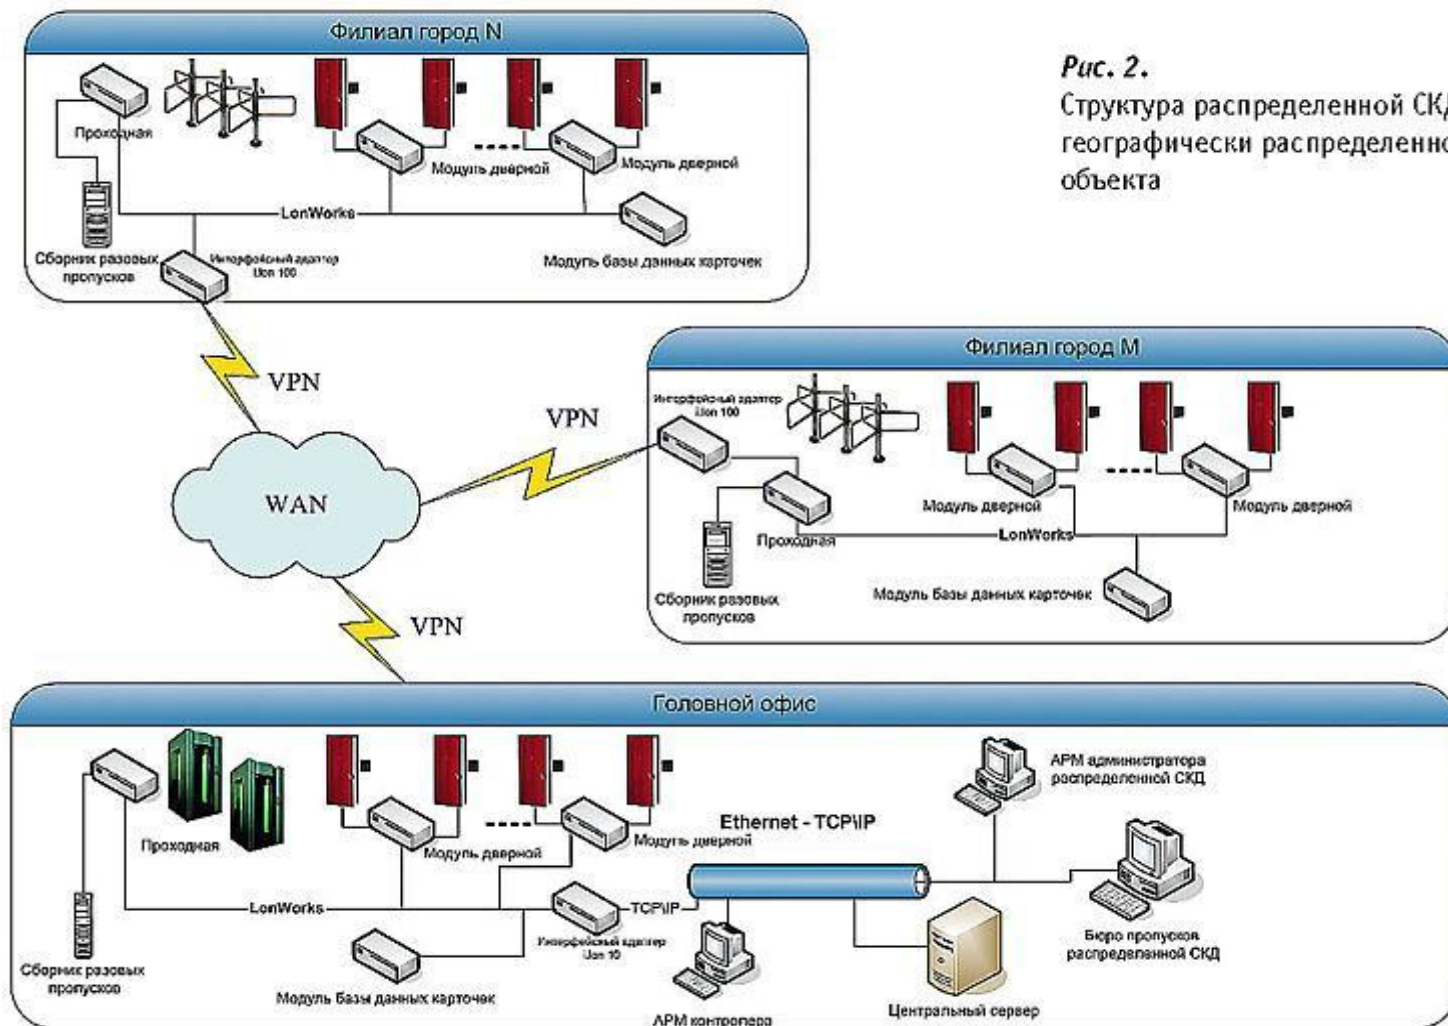 Филиал город N
Рис. 2.
Структура распределенной СКД
географически распределенно
объекта
Проходная
Модуль дверной
Модуль дверной
LonWorks
Сборник разовых
пропусков
Интерфейсный адаптер
iLon 100
Модуль базы данных карточек
VPN
Филиал город М
Интерфейсный адаптер
iLon 100
VPN
WAN
Модуль дверной
Модуль дверной
LonWorks
Проходная
Сборник разовых
пропусков
Модуль Базы данных карточек
VPN
Головной офис
АРМ администратора
распределенной СКД
Ethernet - TCP\IP
Проходная
Модуль дверной
Модуль дверной
LonWorks
TCP\IP
Интерфейсный адаптер
iLon 10
Бюро пропусков
распределенной СКД
Сборник разовых
пропусков
Модуль Базы данных карточек
Центральный сервер
АРМ контролера